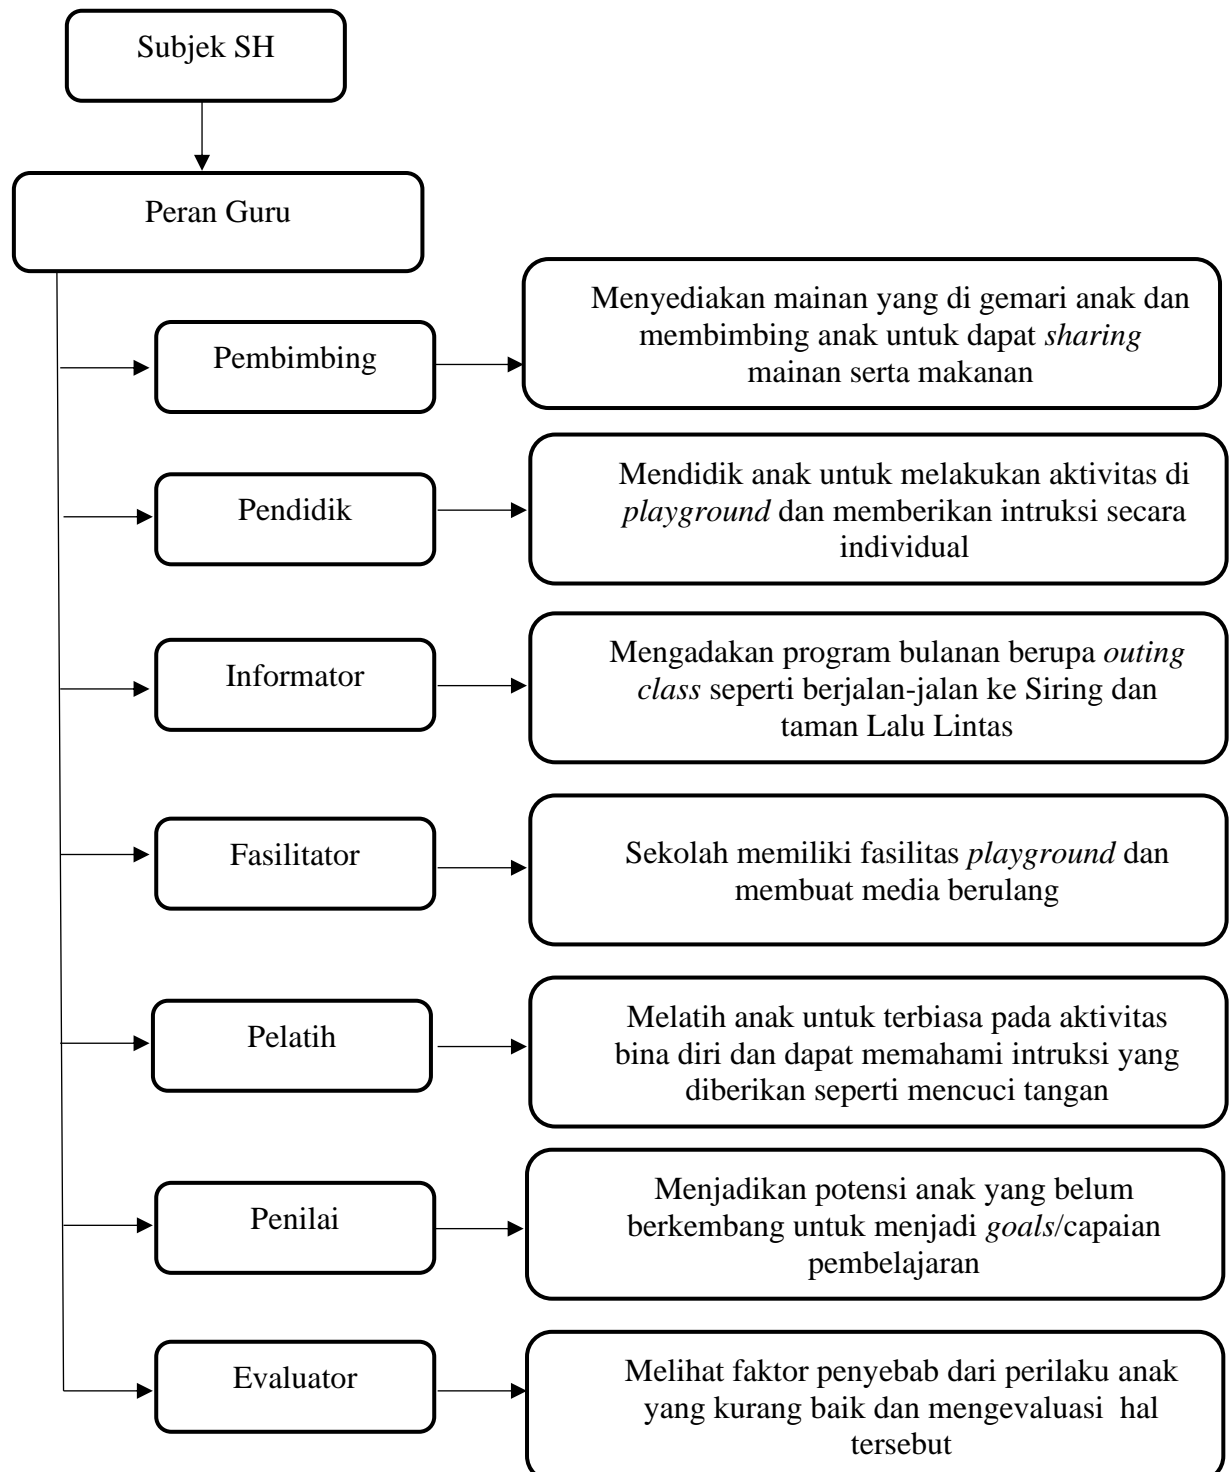 Subjek SH
Peran Guru
Pembimbing
Menyediakan mainan yang di gemari anak dan
membimbing anak untuk dapat sharing
mainan serta makanan
Pendidik
Mendidik anak untuk melakukan aktivitas di
playground dan memberikan intruksi secara
individual
Informator
Mengadakan program bulanan berupa outing
class seperti berjalan-jalan ke Siring dan
taman Lalu Lintas
Fasilitator
Sekolah memiliki fasilitas playground dan
membuat media berulang
Pelatih
Melatih anak untuk terbiasa pada aktivitas
bina diri dan dapat memahami intruksi yang
diberikan seperti mencuci tangan
Penilai
Menjadikan potensi anak yang belum
berkembang untuk menjadi goals/capaian
pembelajaran
Evaluator
Melihat faktor penyebab dari perilaku anak
yang kurang baik dan mengevaluasi  hal
tersebut